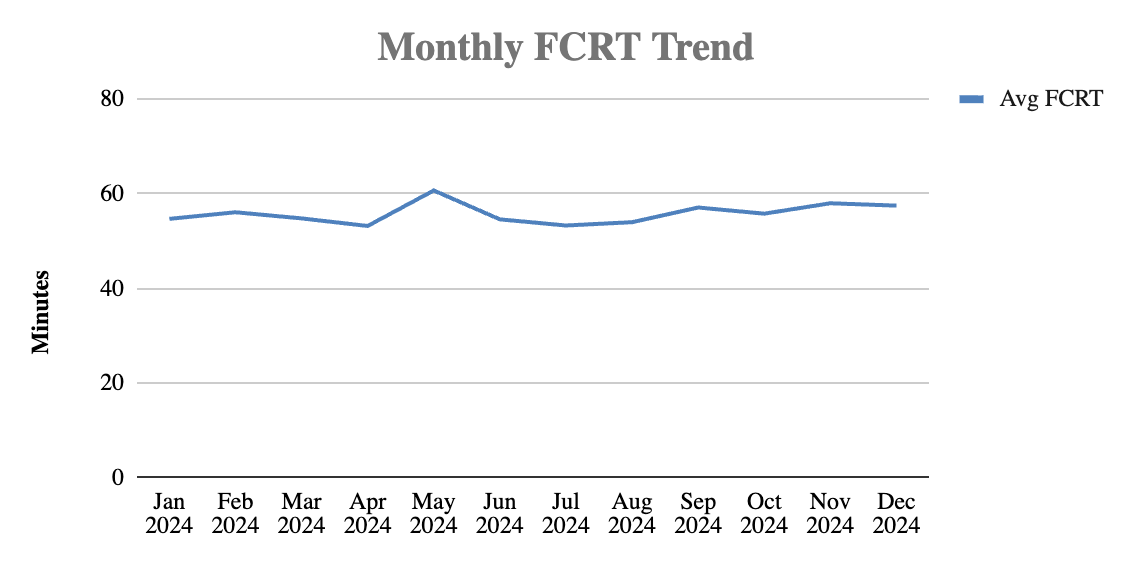 Monthly FCRT Trend
Avg FCRT
Minutes
80
60
40
20
0
Jan 2024
Feb 2024
Mar 2024
Apr 2024
May 2024
Jun 2024
Jul 2024
Aug 2024
Sep 2024
Oct 2024
Nov 2024
Dec 2024